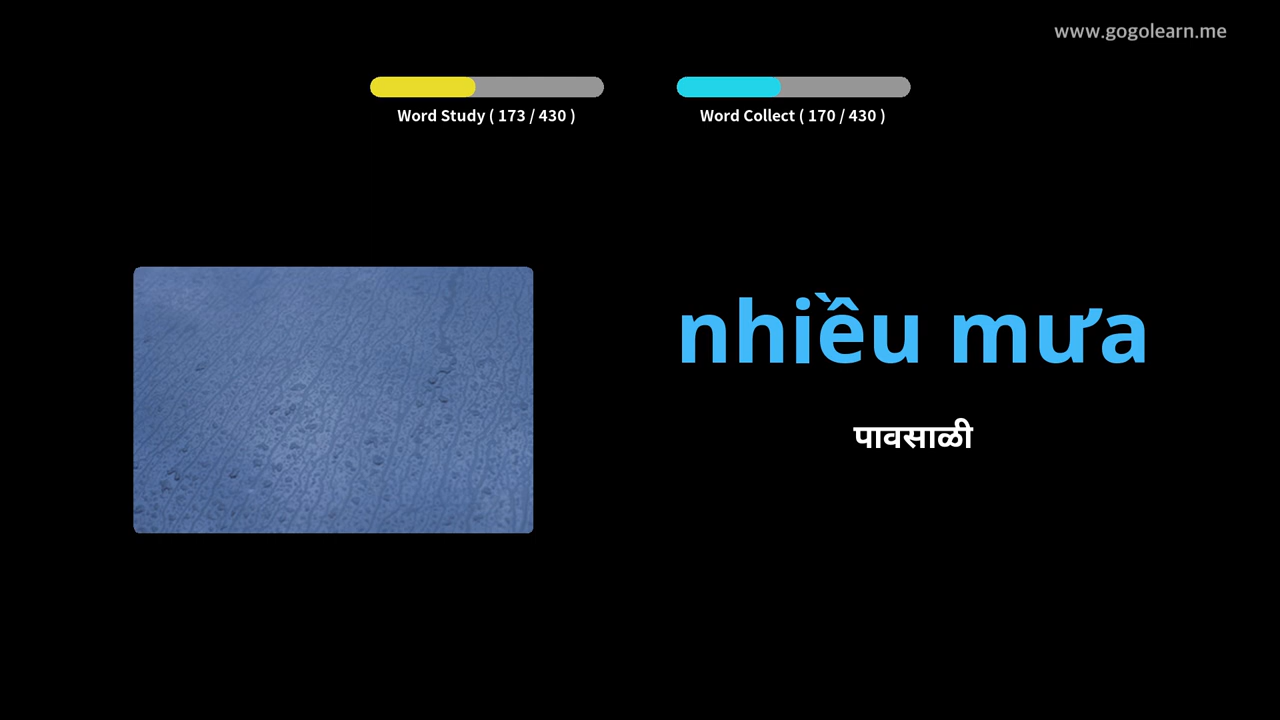 www.gogolearn.me
Word Study ( 173 / 430 )
Word Collect ( 170 / 430 )
nhiều mưa
पावसाळी